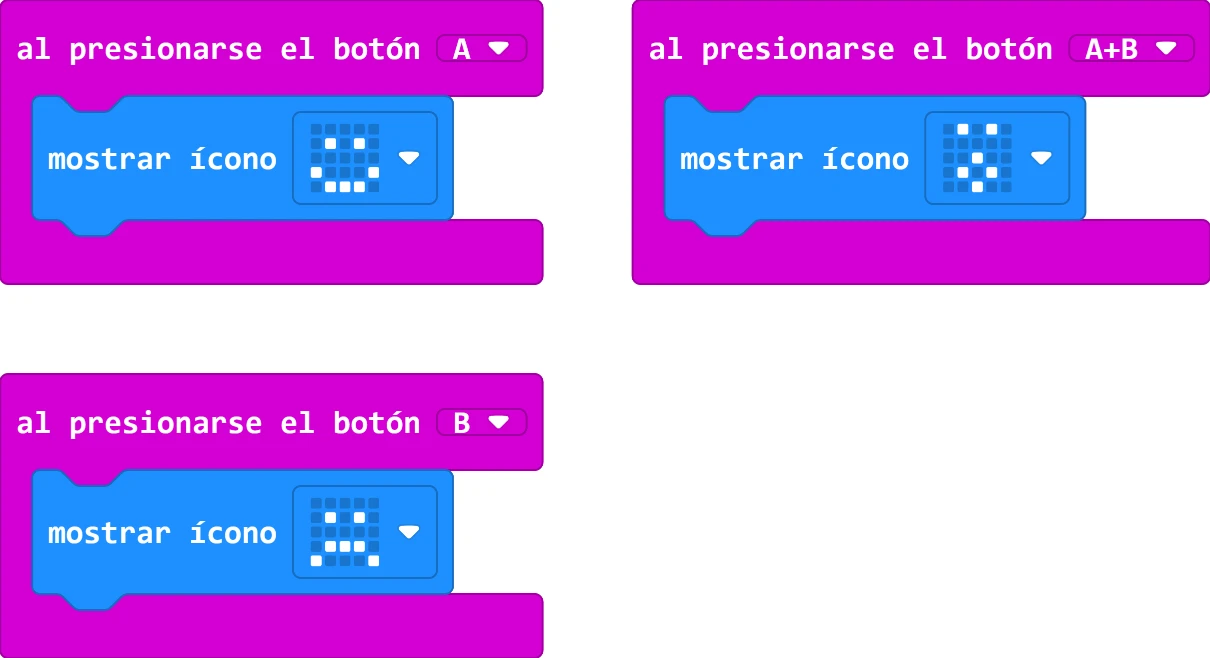 al presionarse el botón A
mostrar ícono
al presionarse el botón A+B
mostrar ícono
al presionarse el botón B
mostrar ícono